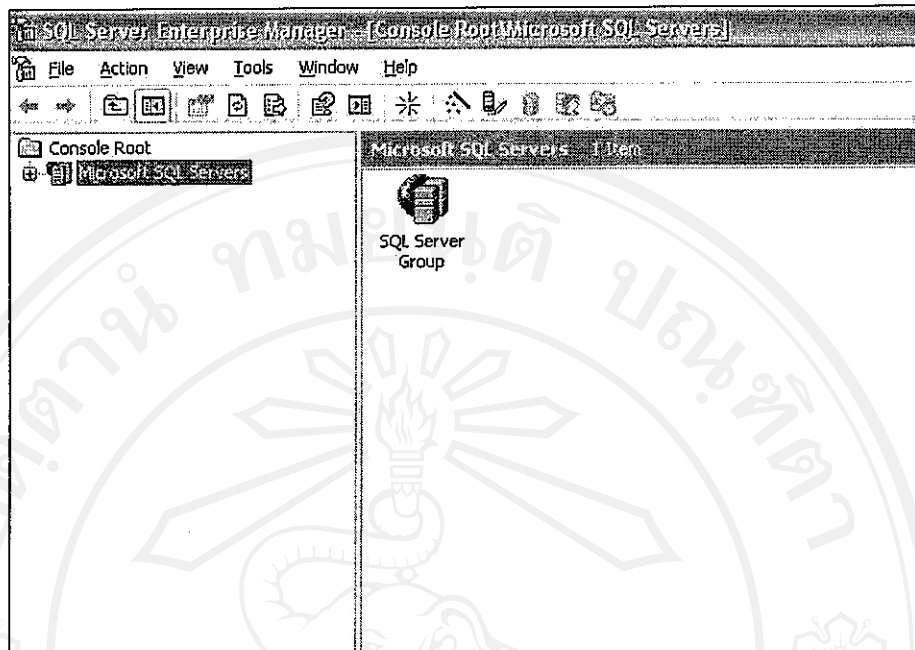 SQL Server Enterprise Manager - [Console Root\Microsoft SQL Servers]
File Action View Tools Window Help
Console Root
Microsoft SQL Servers
Microsoft SQL Servers 1 Item
SQL Server
Group